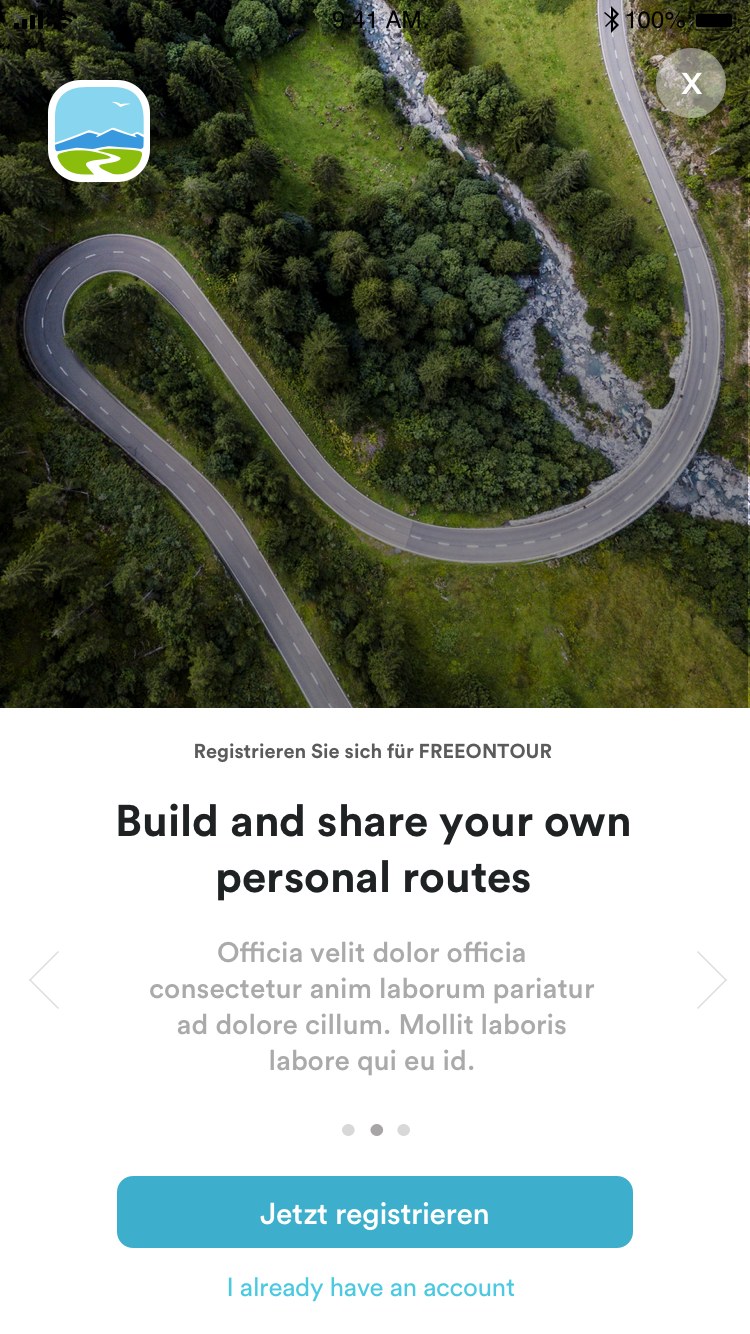 9:41 AM
100%
X
Registrieren Sie sich für FREEONTOUR
Build and share your own
personal routes
Officia velit dolor officia
consectetur anim laborum pariatur
ad dolore cillum. Mollit laboris
labore qui eu id.
Jetzt registrieren
I already have an account